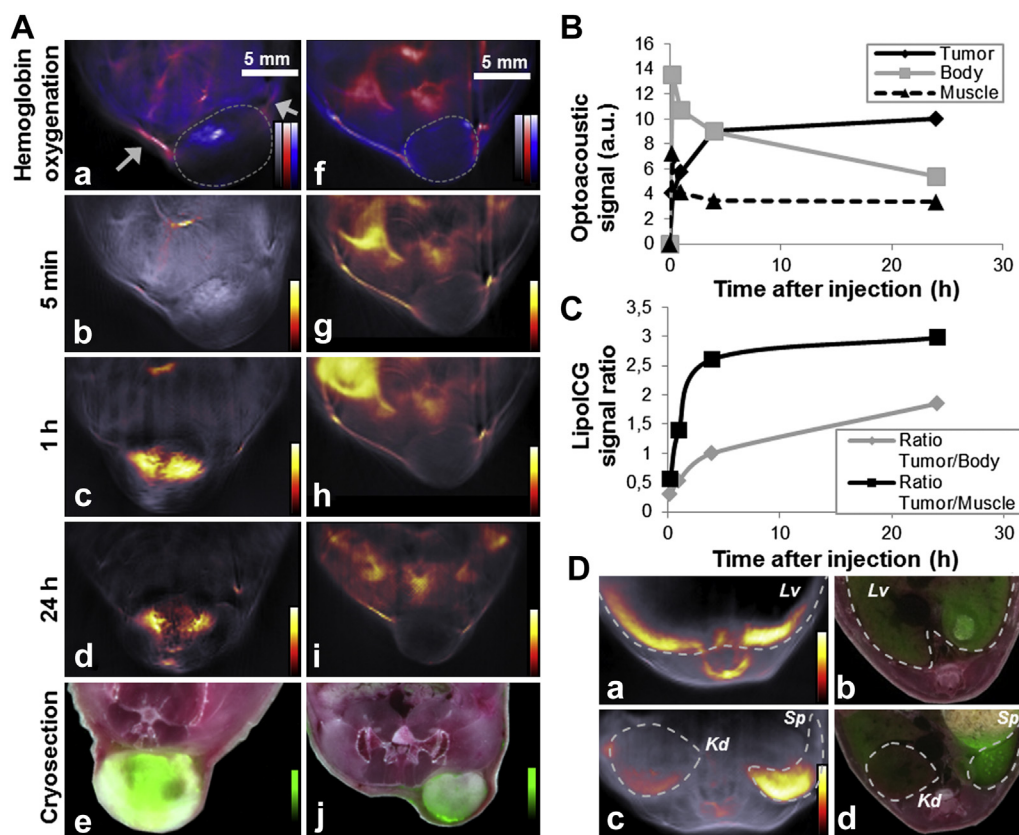 A
Hemoglobin
oxygenation
5 mm
a
5 mm
f
5 min
b
g
1 h
c
h
24 h
d
i
Cryosection
e
j
B
Optoacoustic
signal (a.u.)
16
14
12
10
8
6
4
2
0
0
10
20
30
Time after injection (h)
Tumor
Body
Muscle
C
LipoICG
signal ratio
3,5
3
2,5
2
1,5
1
0,5
0
0
10
20
30
Time after injection (h)
Ratio
Tumor/Body
Ratio
Tumor/Muscle
D
Lv
a
Lv
b
Sp
Kd
c
Sp
Kd
d